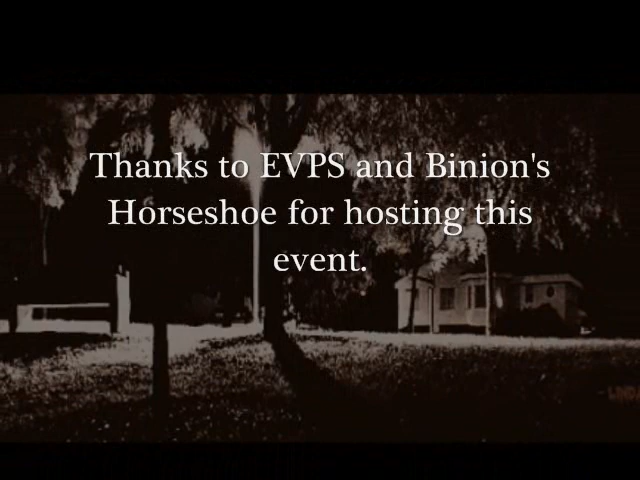 Thanks to EVPS and Binion's
Horseshoe for hosting this
event.